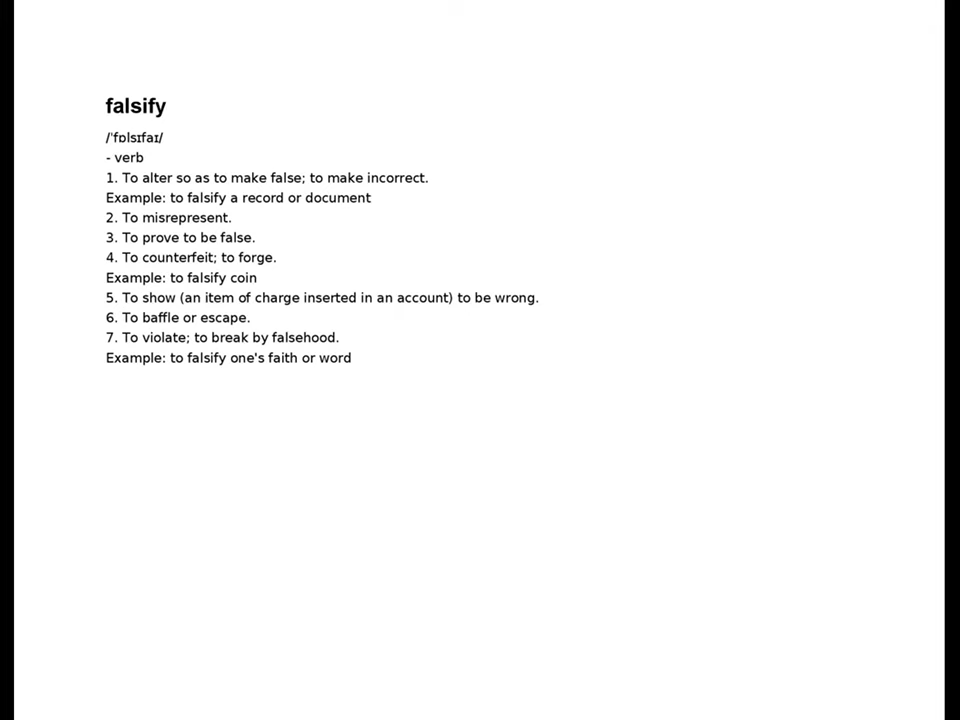 falsify
/ˈfɒlsɪfaɪ/
- verb
1. To alter so as to make false; to make incorrect.
Example: to falsify a record or document
2. To misrepresent.
3. To prove to be false.
4. To counterfeit; to forge.
Example: to falsify coin
5. To show (an item of charge inserted in an account) to be wrong.
6. To baffle or escape.
7. To violate; to break by falsehood.
Example: to falsify one's faith or word